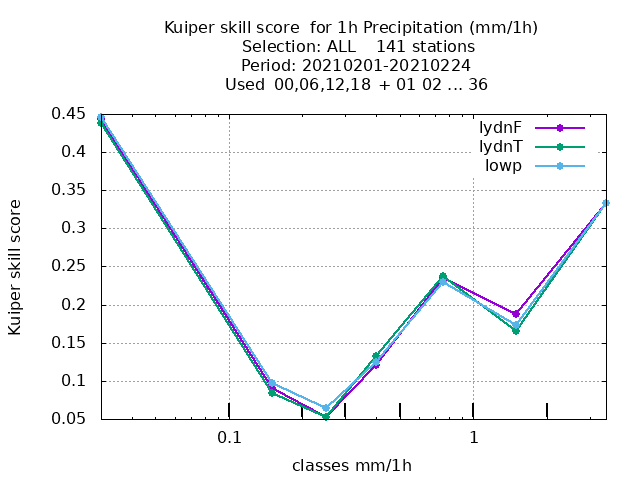 Kuiper skill score  for 1h Precipitation (mm/1h)
Selection: ALL    141 stations
Period: 20210201-20210224
Used  00,06,12,18  + 01 02 ... 36
lydnF
lydnT
lowp
Kuiper skill score
0.45
0.4
0.35
0.3
0.25
0.2
0.15
0.1
0.05
0.1
1
classes mm/1h